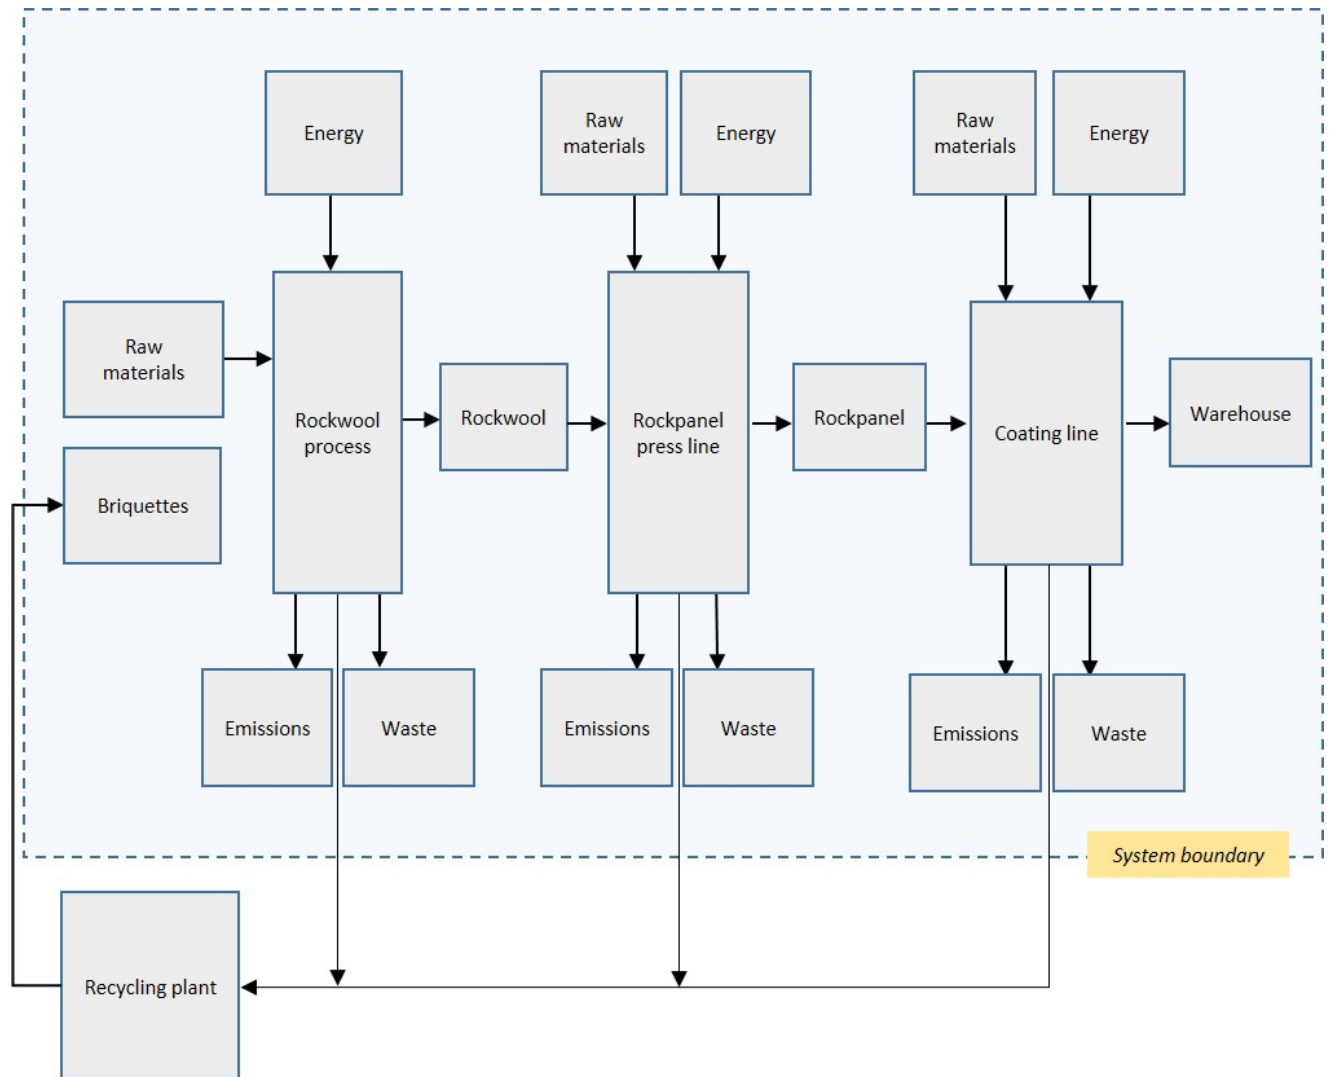 Energy
Raw
materials
Energy
Raw
materials
Energy
Raw
materials
Rockwool
process
Rockwool
Rockpanel
press line
Rockpanel
Coating line
Warehouse
Briquettes
Emissions
Waste
Emissions
Waste
Emissions
Waste
System boundary
Recycling plant